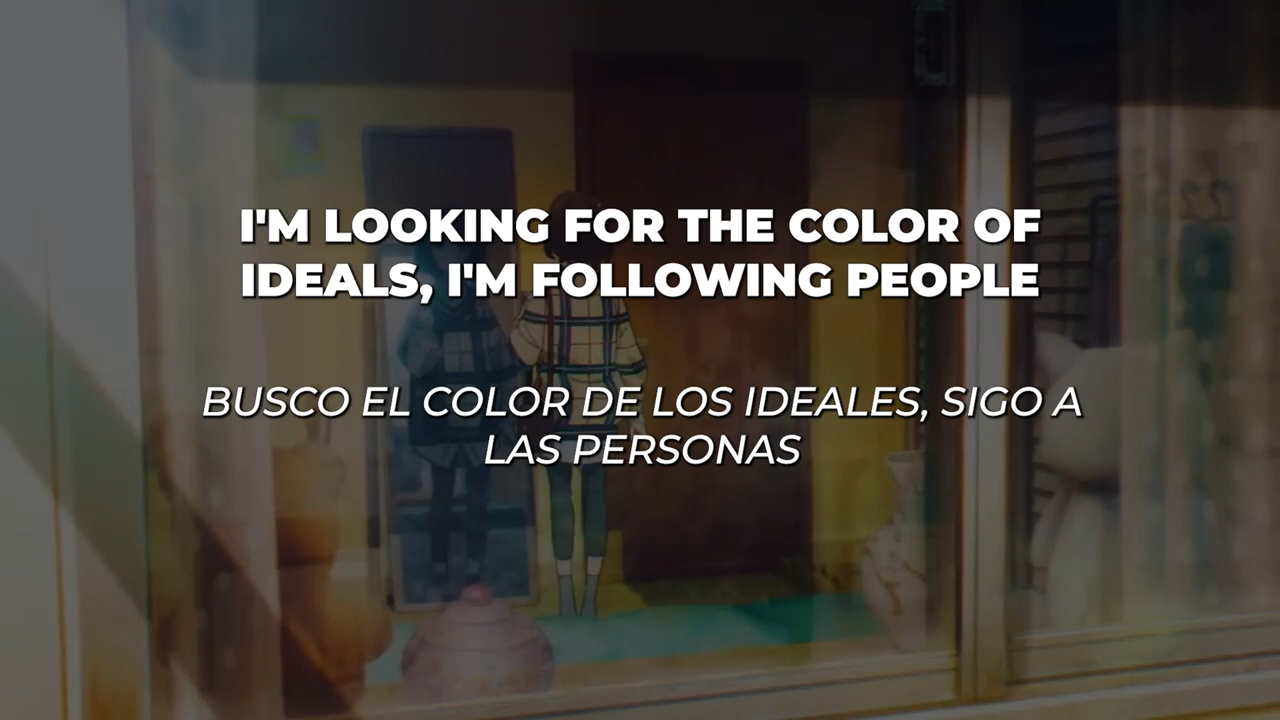 I'M LOOKING FOR THE COLOR OF
IDEALS, I'M FOLLOWING PEOPLE
BUSCO EL COLOR DE LOS IDEALES, SIGO A
LAS PERSONAS